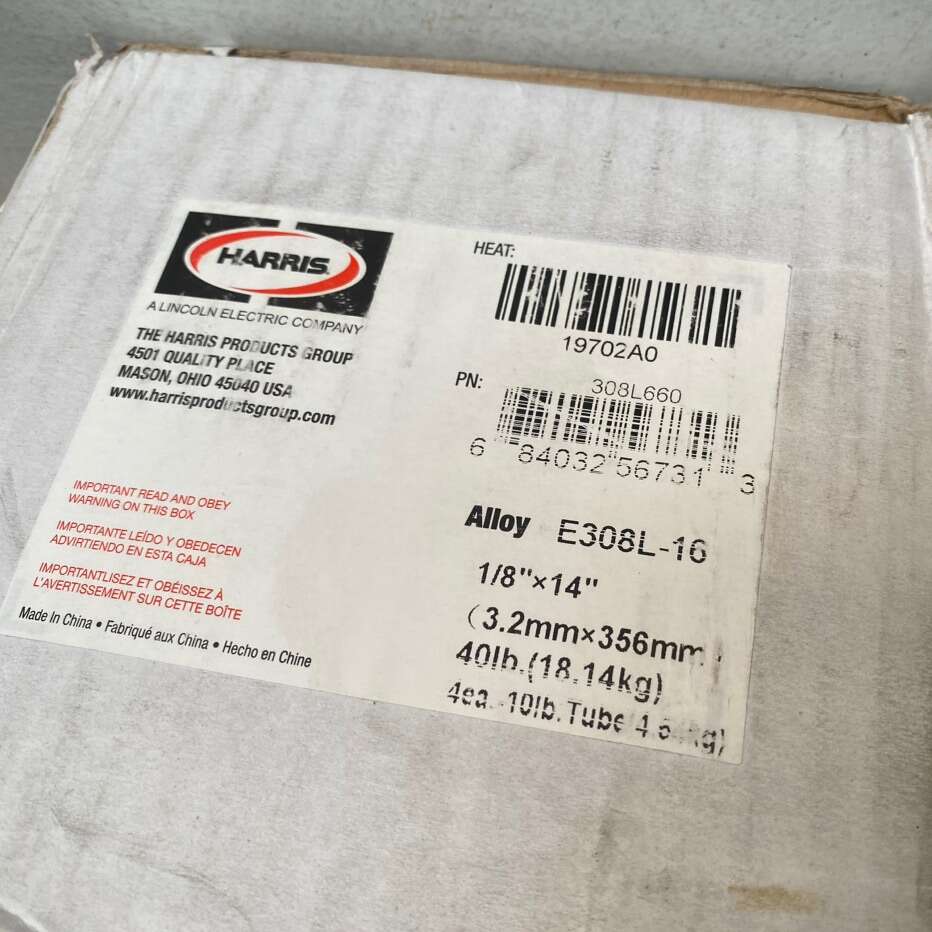 HARRIS
A LINCOLN ELECTRIC COMPANY
THE HARRIS PRODUCTS GROUP
4501 QUALITY PLACE
MASON, OHIO 45040 USA
www.harrisproductsgroup.com
IMPORTANT READ AND OBEY
WARNING ON THIS BOX
IMPORTANTE LEÍDO Y OBEDECEN
ADVIRTIENDO EN ESTA CAJA
IMPORTANTLISEZ ET OBÉISSEZ À
L'AVERTISSEMENT SUR CETTE BOÎTE
Made In China • Fabriqué aux China • Hecho en Chine
HEAT:
19702A0
PN: 308L660
6 84032 56731 3
Alloy E308L-16
1/8"×14"
(3.2mm×356mm)
40lb.(18.14kg)
4ea. 10lb. Tube